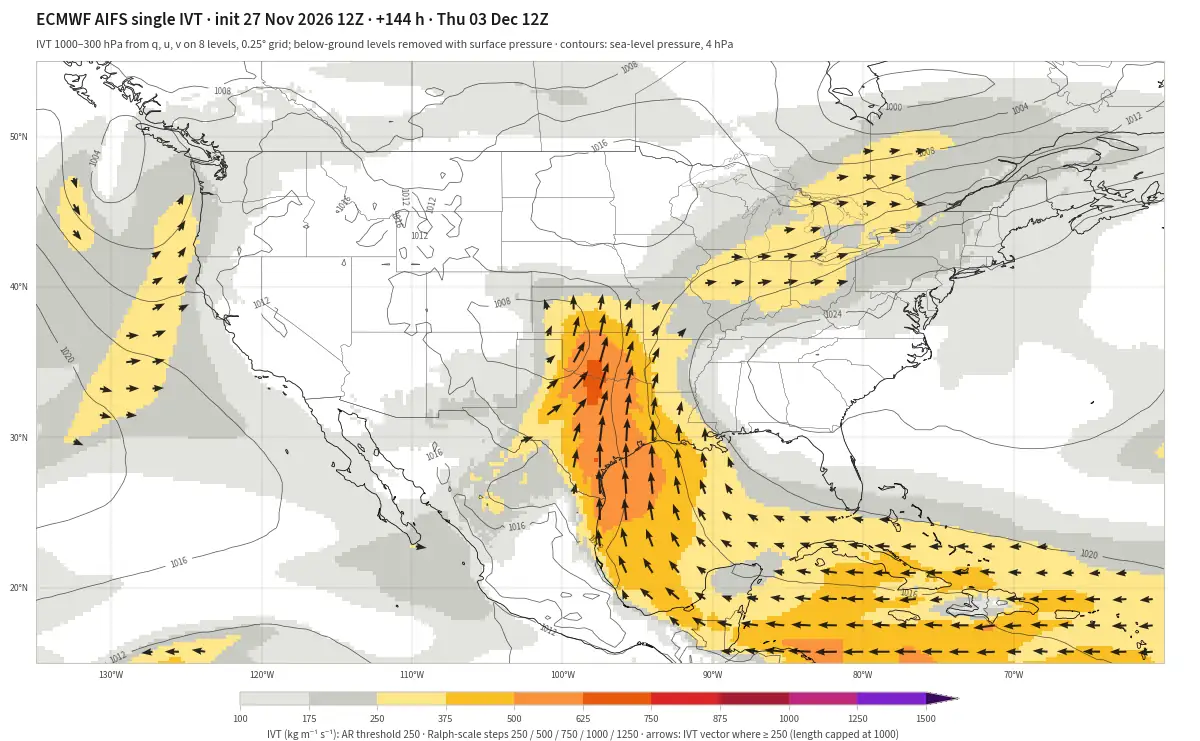 ECMWF AIFS single IVT · init 27 Nov 2026 12Z · +144 h · Thu 03 Dec 12Z
IVT 1000–300 hPa from q, u, v on 8 levels, 0.25° grid; below-ground levels removed with surface pressure · contours: sea-level pressure, 4 hPa
1008
1008
1000
1004
1012
50°N
1004
1016
1008
1016
1012
1012
1016
1012
40°N
1012
1008
1024
1020
30°N
1016
1016
1020
1016
20°N
1016
1012
1012
130°W
120°W
110°W
100°W
90°W
80°W
70°W
100
175
250
375
500
625
750
875
1000
1250
1500
IVT (kg m⁻¹ s⁻¹): AR threshold 250 · Ralph-scale steps 250 / 500 / 750 / 1000 / 1250 · arrows: IVT vector where ≥ 250 (length capped at 1000)